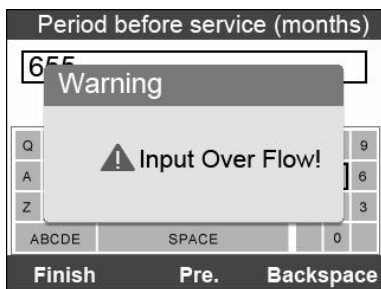 Period before service (months)
655
Warning
Input Over Flow!
Q 9
A 6
Z 3
ABCDE SPACE 0
Finish Pre. Backspace